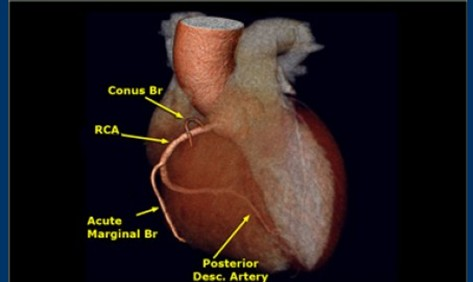 Conus Br
RCA
Acute
Marginal Br
Posterior
Desc. Artery